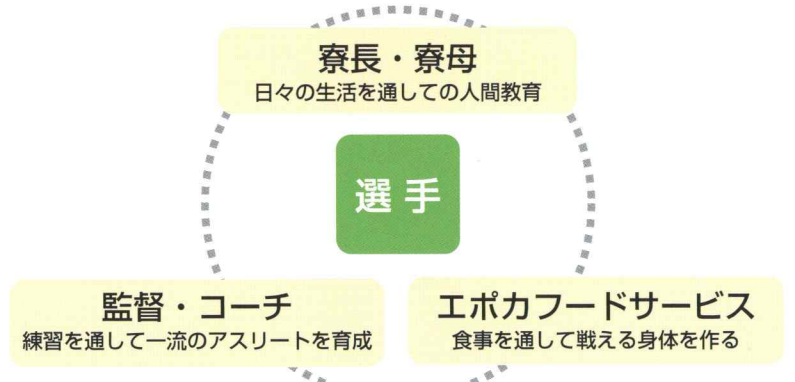 寮長・寮母
日々の生活を通しての人間教育
選手
監督・コーチ
練習を通して一流のアスリートを育成
エポカフードサービス
食事を通して戦える身体を作る